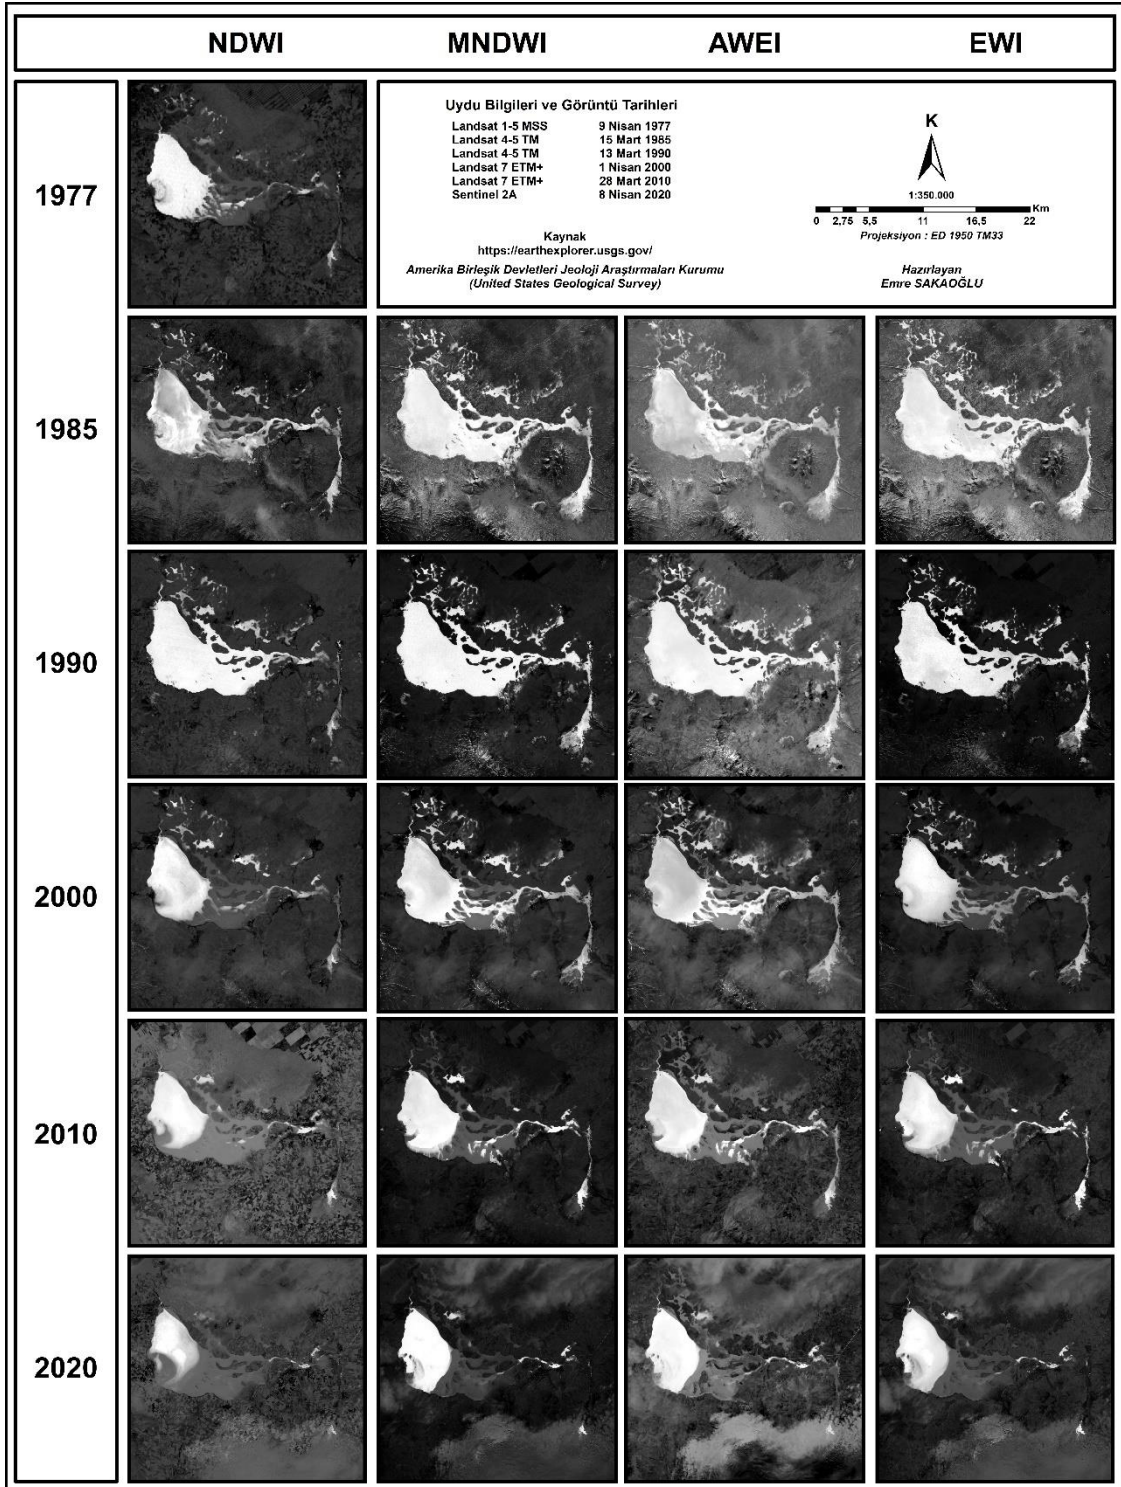 NDWI MNDWI AWEI EWI
1977
Uydu Bilgileri ve Görüntü Tarihleri
Landsat 1-5 MSS 9 Nisan 1977
Landsat 4-5 TM 15 Mart 1985
Landsat 4-5 TM 13 Mart 1990
Landsat 7 ETM+ 1 Nisan 2000
Landsat 7 ETM+ 28 Mart 2010
Sentinel 2A 8 Nisan 2020
Kaynak
https://earthexplorer.usgs.gov/
Amerika Birleşik Devletleri Jeoloji Araştırmaları Kurumu
(United States Geological Survey)
K
1:350.000
Km
0 2,75 5,5 11 16,5 22
Projeksiyon : ED 1950 TM33
Hazırlayan
Emre SAKAOĞLU
1985
1990
2000
2010
2020